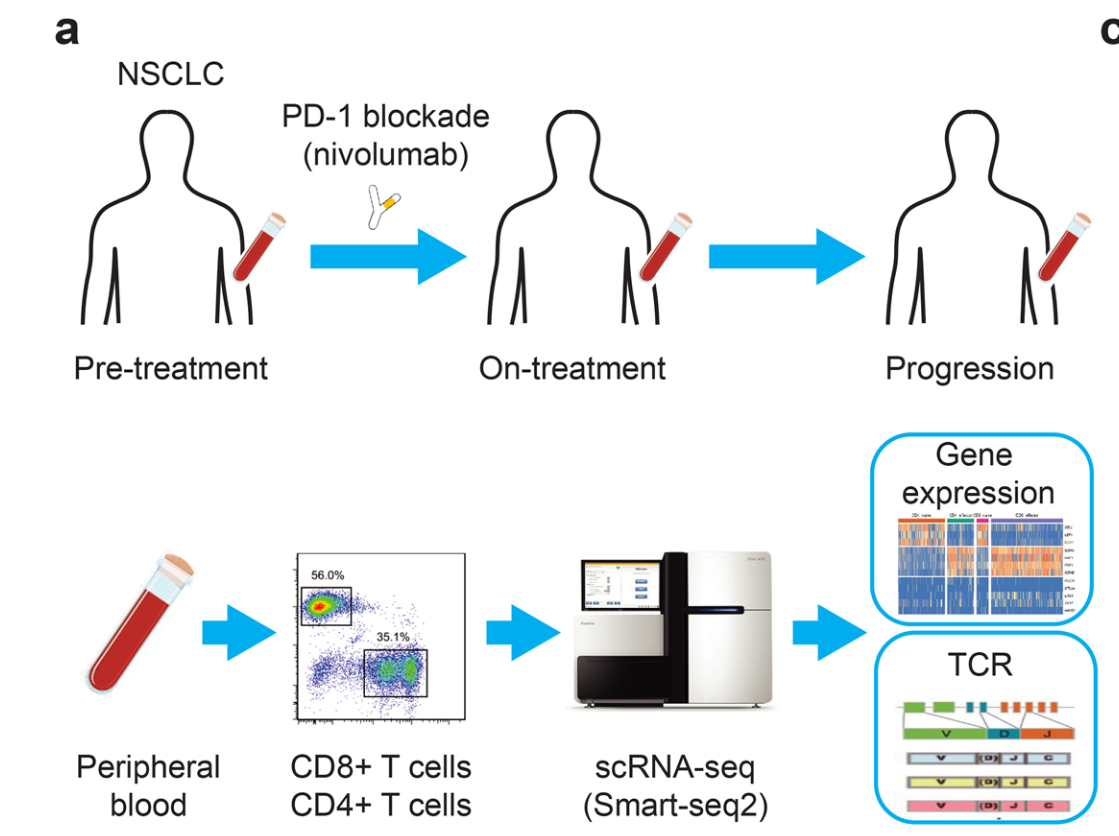 a
c
NSCLC
PD-1 blockade
(nivolumab)
Pre-treatment
On-treatment
Progression
Gene
expression
56.0%
35.1%
TCR
V D J
V (D) J C
V (D) J C
V (D) J C
Peripheral
blood
CD8+ T cells
CD4+ T cells
scRNA-seq
(Smart-seq2)